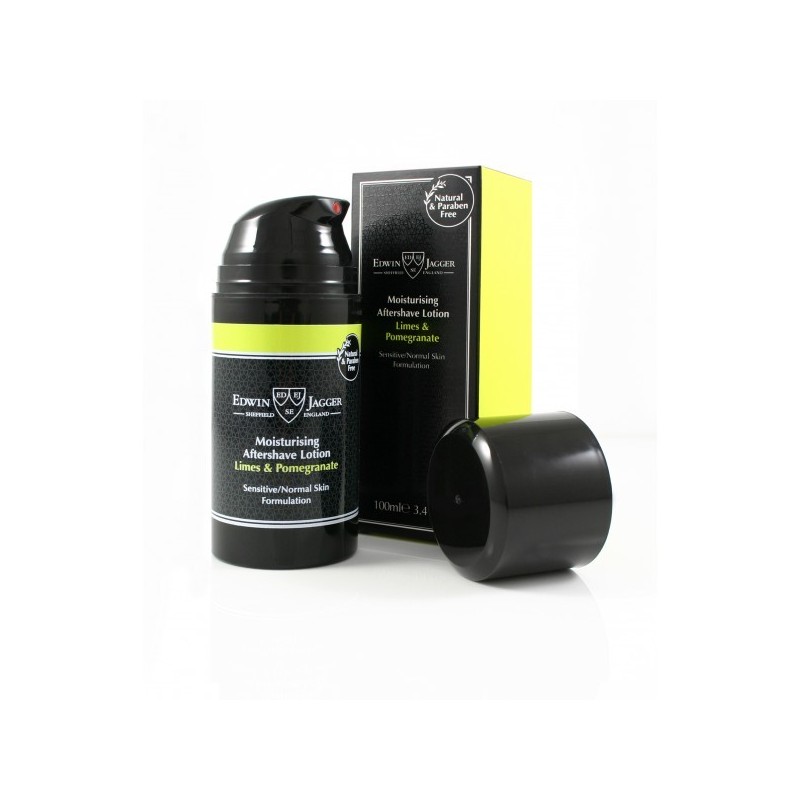 Natural
& Paraben
Free
EDWIN JAGGER
ED EJ
SE
SHEFFIELD ENGLAND
Moisturising
Aftershave Lotion
Limes &
Pomegranate
Sensitive/Normal Skin
Formulation
100ml℮ 3.4
Natural
& Paraben
Free
EDWIN JAGGER
ED EJ
SE
SHEFFIELD ENGLAND
Moisturising
Aftershave Lotion
Limes & Pomegranate
Sensitive/Normal Skin
Formulation